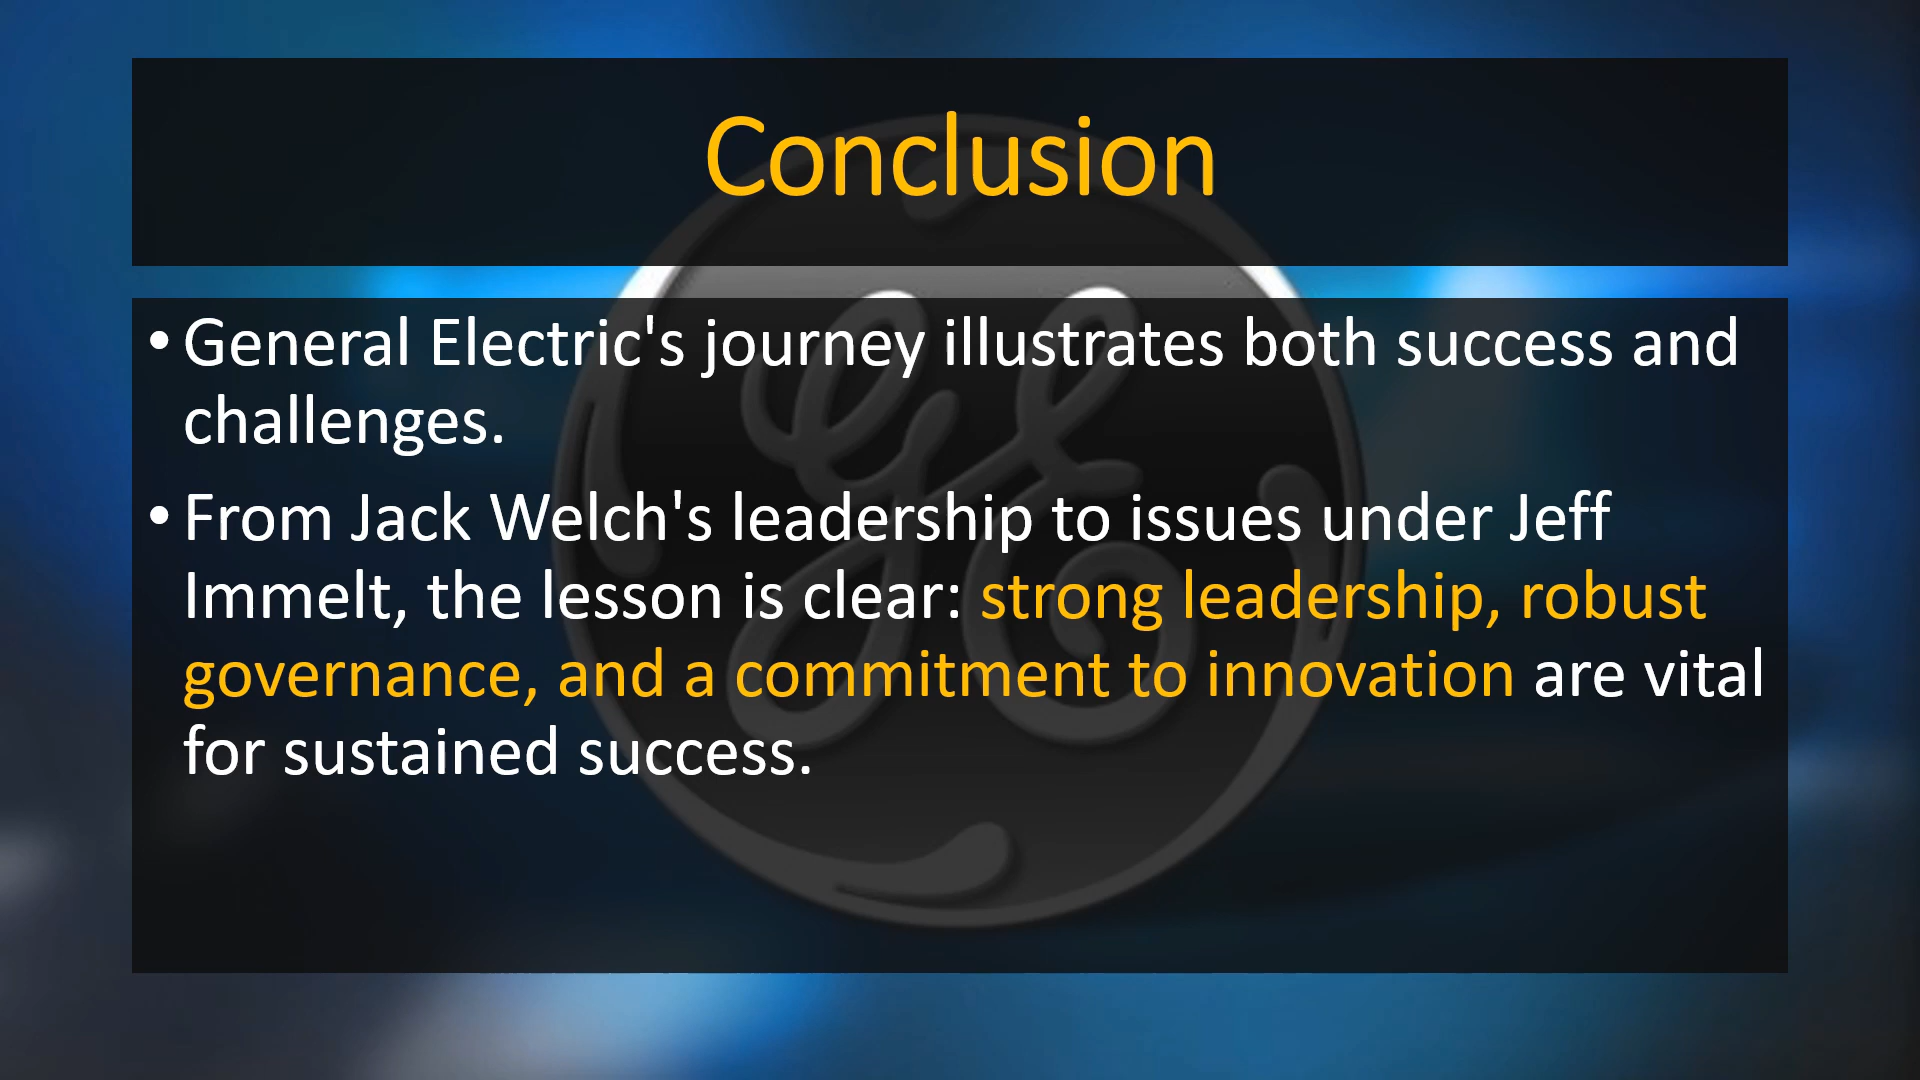 Conclusion
• General Electric's journey illustrates both success and
challenges.
• From Jack Welch's leadership to issues under Jeff
Immelt, the lesson is clear: strong leadership, robust
governance, and a commitment to innovation are vital
for sustained success.
GE